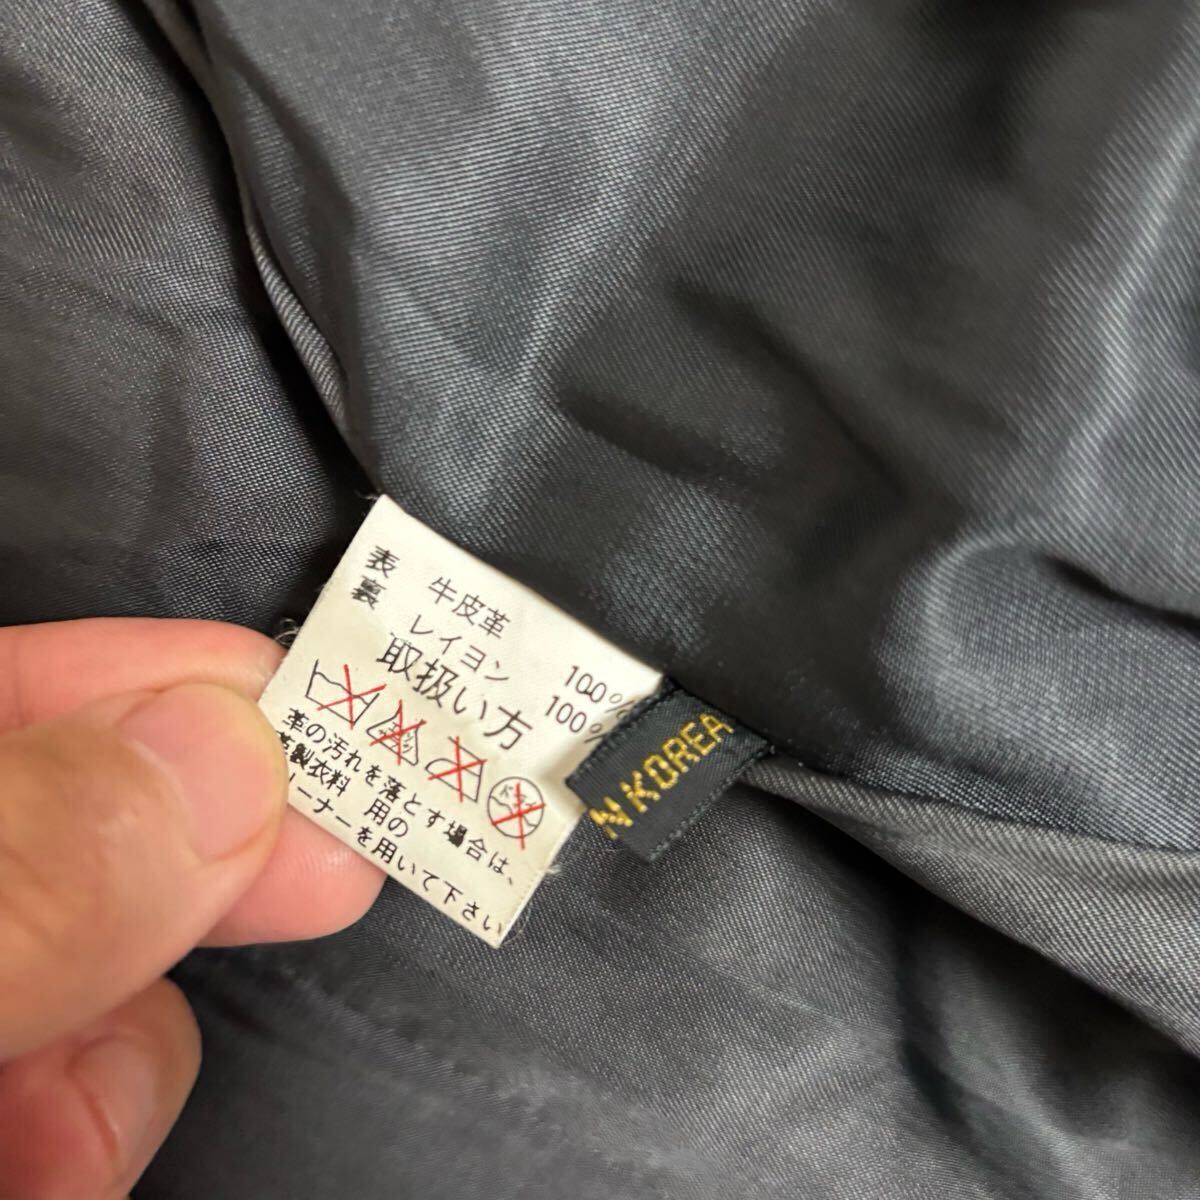 表 牛皮革 100%
裏 レイヨン 100%
取扱い方
革の汚れを落とす場合は、
革製衣料 用の
リーナーを用いて下さい
N KOREA